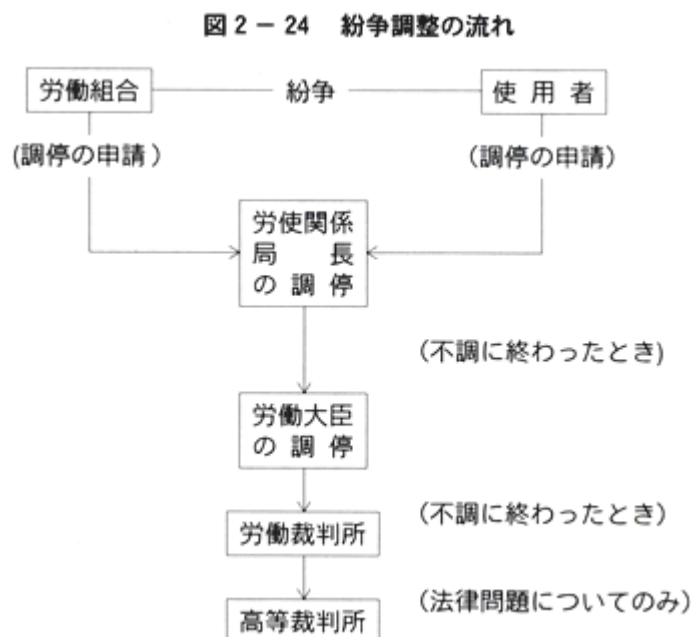 図2－24 紛争調整の流れ
労働組合 紛争 使用者
(調停の申請) (調停の申請)
労使関係
局長
の調停
(不調に終わったとき)
労働大臣
の調停
(不調に終わったとき)
労働裁判所
(法律問題についてのみ)
高等裁判所